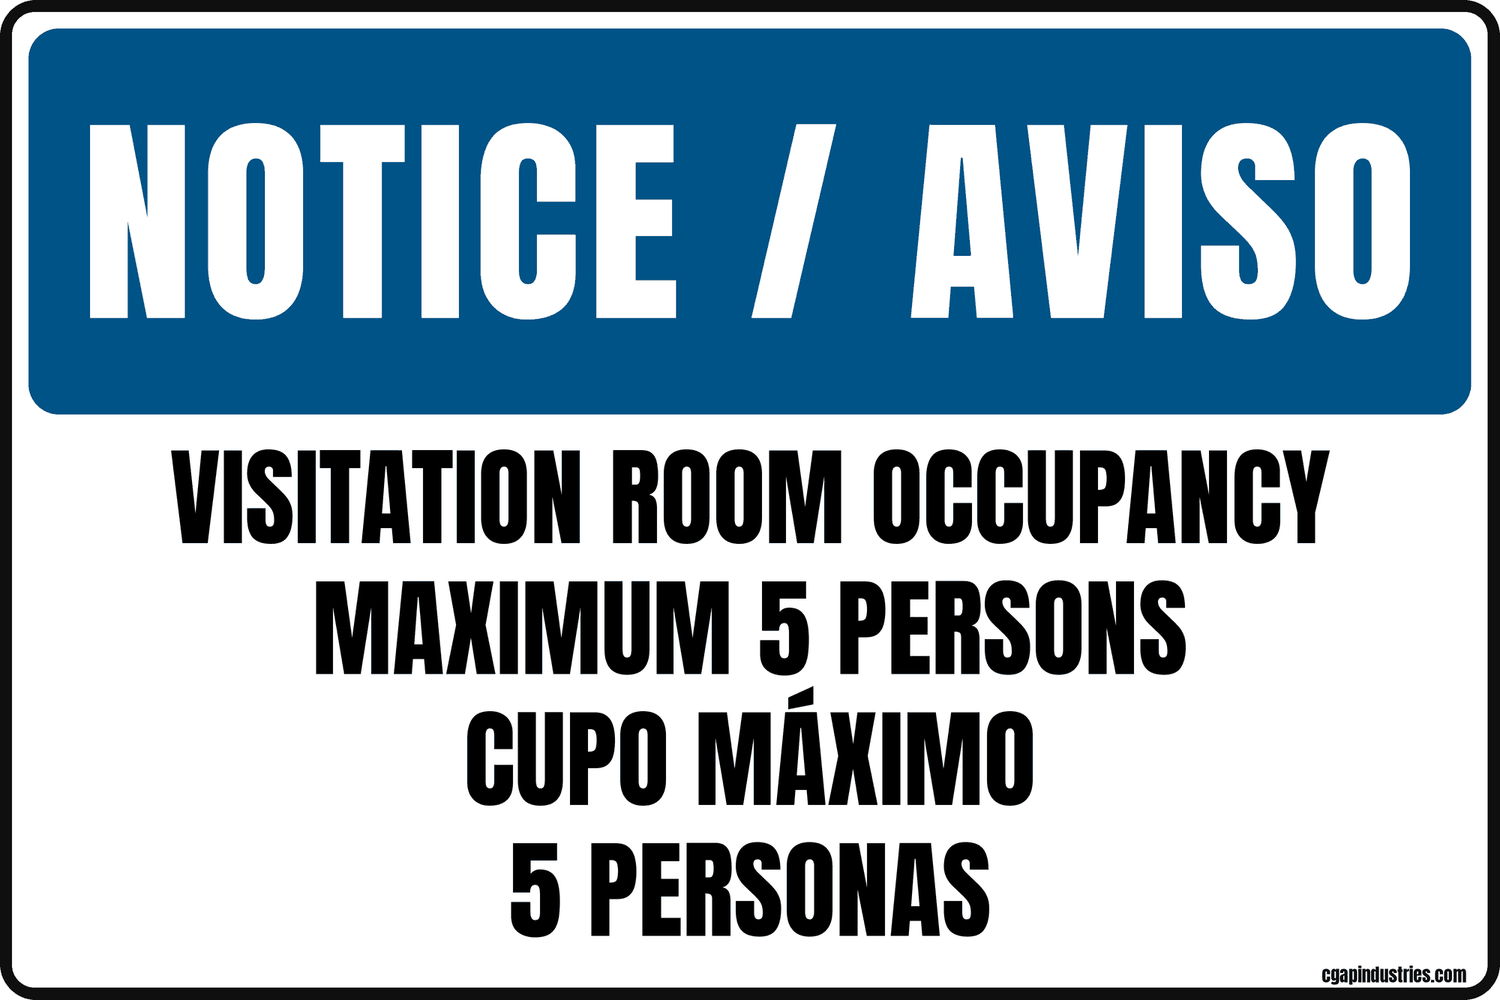 NOTICE / AVISO
VISITATION ROOM OCCUPANCY
MAXIMUM 5 PERSONS
CUPO MÁXIMO
5 PERSONAS
cgapindustries.com